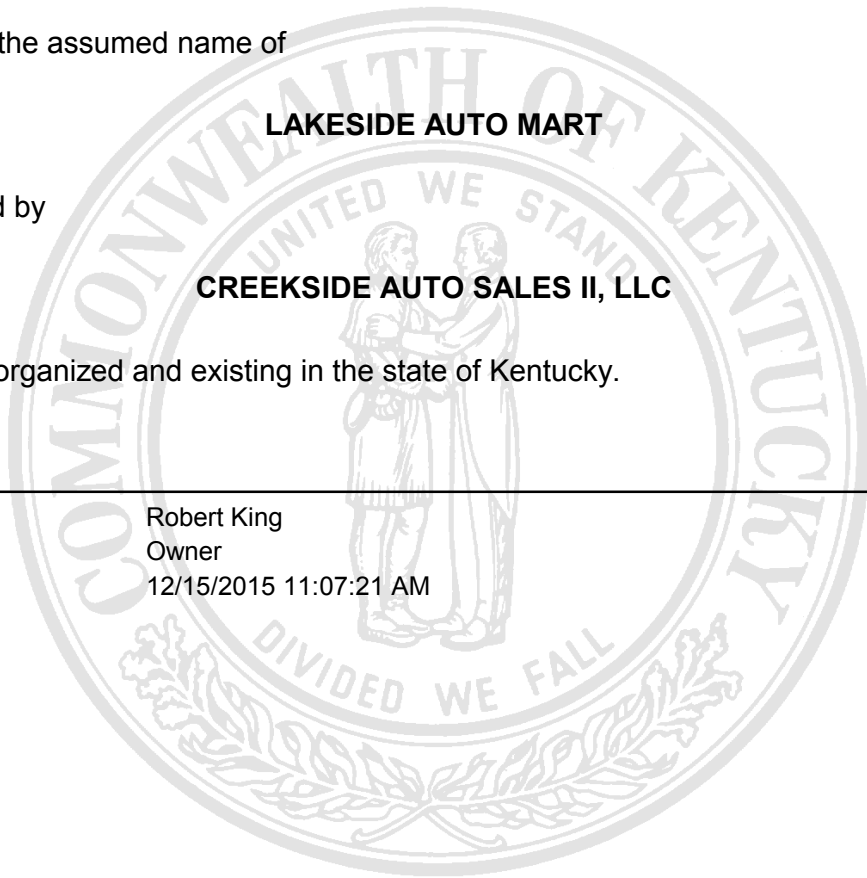 the assumed name of
LAKESIDE AUTO MART
d by
CREEKSIDE AUTO SALES II, LLC
organized and existing in the state of Kentucky.
Robert King
Owner
12/15/2015 11:07:21 AM
COMMONWEALTH OF KENTUCKY
UNITED WE STAND
DIVIDED WE FALL